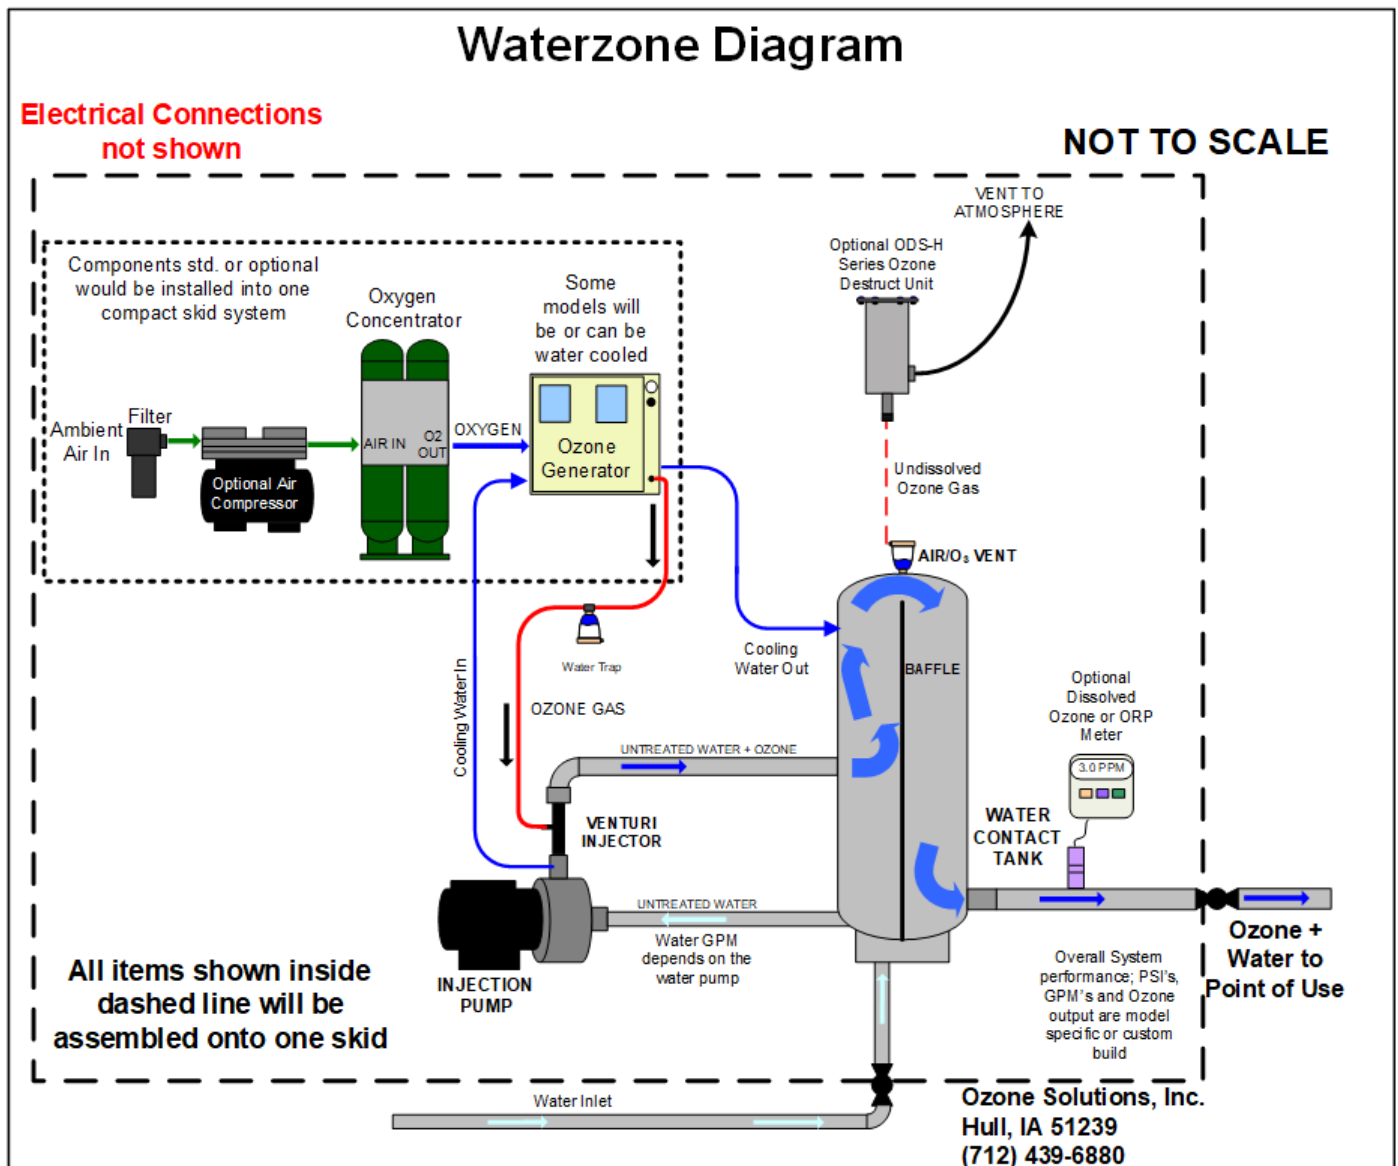 Waterzone Diagram
Electrical Connections
not shown
NOT TO SCALE
VENT TO
ATMOSPHERE
Optional ODS-H
Series Ozone
Destruct Unit
Components std. or optional
would be installed into one
compact skid system
Oxygen
Concentrator
Some
models will
be or can be
water cooled
Ambient
Air In
Filter
Optional Air
Compressor
AIR IN
O2
OUT
OXYGEN
Ozone
Generator
Undissolved
Ozone Gas
AIR/O₃ VENT
Water Trap
Cooling
Water Out
Cooling Water In
OZONE GAS
BAFFLE
Optional
Dissolved
Ozone or ORP
Meter
3.0 PPM
UNTREATED WATER + OZONE
VENTURI
INJECTOR
WATER
CONTACT
TANK
UNTREATED WATER
Water GPM
depends on the
water pump
INJECTION
PUMP
All items shown inside
dashed line will be
assembled onto one skid
Overall System
performance; PSI's,
GPM's and Ozone
output are model
specific or custom
build
Ozone +
Water to
Point of Use
Water Inlet
Ozone Solutions, Inc.
Hull, IA 51239
(712) 439-6880